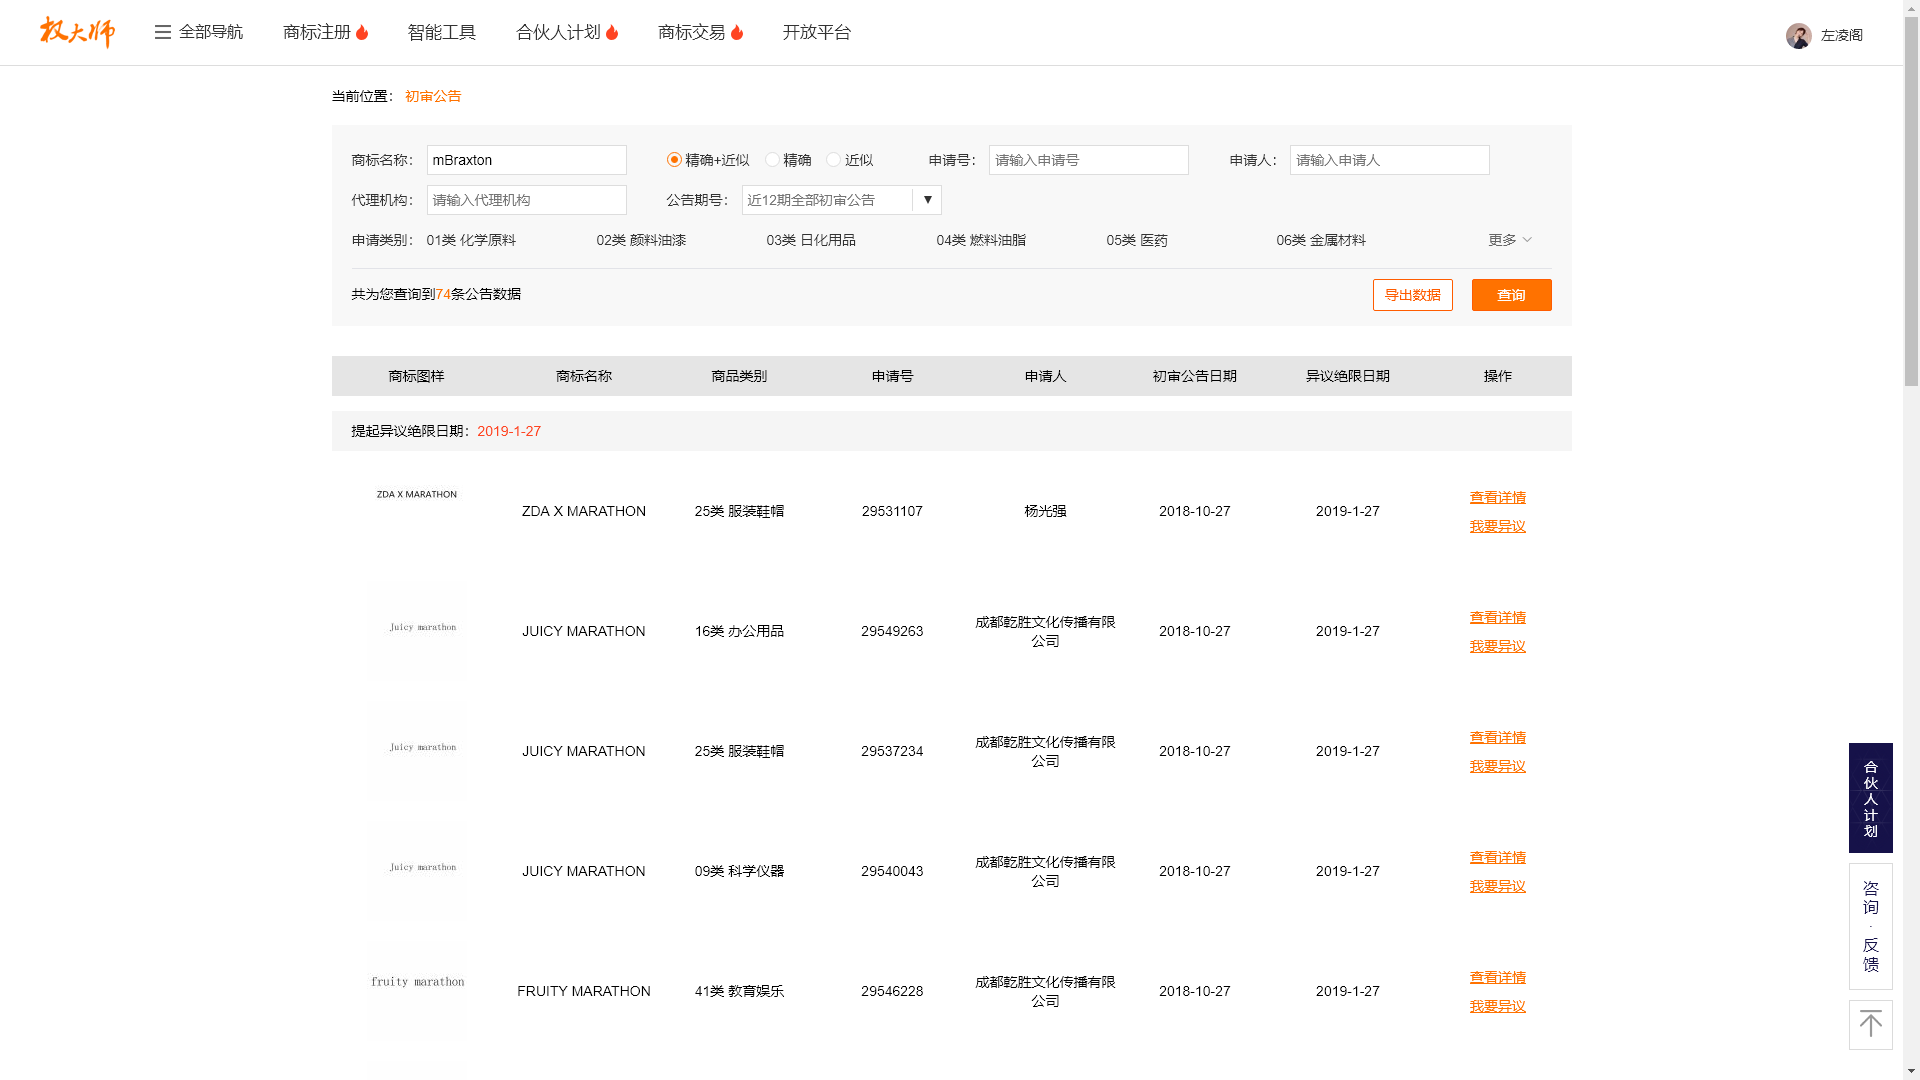 权大师
全部导航 商标注册 智能工具 合伙人计划 商标交易 开放平台 左凌阁
当前位置： 初审公告
商标名称： mBraxton 精确+近似 精确 近似 申请号： 请输入申请号 申请人： 请输入申请人
代理机构： 请输入代理机构 公告期号： 近12期全部初审公告 ▼
申请类别： 01类 化学原料 02类 颜料油漆 03类 日化用品 04类 燃料油脂 05类 医药 06类 金属材料 更多
共为您查询到74条公告数据 导出数据 查询
商标图样 商标名称 商品类别 申请号 申请人 初审公告日期 异议绝限日期 操作
提起异议绝限日期：2019-1-27
ZDA X MARATHON
ZDA X MARATHON 25类 服装鞋帽 29531107 杨光强 2018-10-27 2019-1-27
查看详情
我要异议
Juicy marathon
JUICY MARATHON 16类 办公用品 29549263 成都乾胜文化传播有限
公司 2018-10-27 2019-1-27
查看详情
我要异议
Juicy marathon
JUICY MARATHON 25类 服装鞋帽 29537234 成都乾胜文化传播有限
公司 2018-10-27 2019-1-27
查看详情
我要异议
Juicy marathon
JUICY MARATHON 09类 科学仪器 29540043 成都乾胜文化传播有限
公司 2018-10-27 2019-1-27
查看详情
我要异议
fruity marathon
FRUITY MARATHON 41类 教育娱乐 29546228 成都乾胜文化传播有限
公司 2018-10-27 2019-1-27
查看详情
我要异议
合伙人计划
咨询·反馈